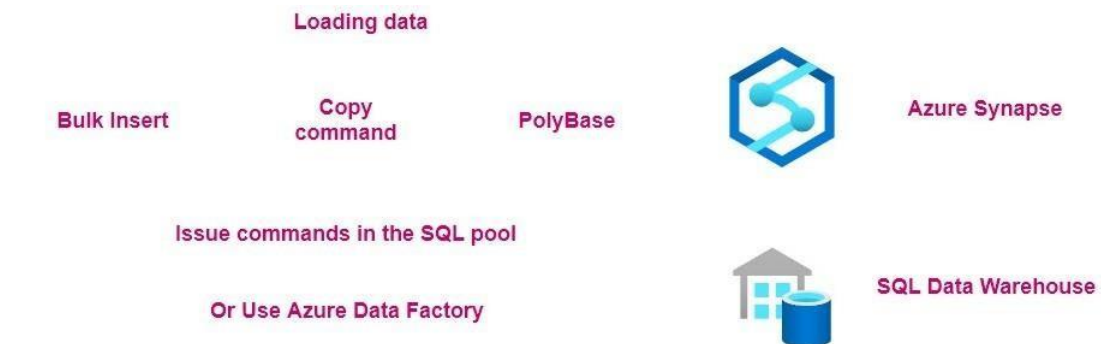 Loading data
Bulk Insert
Copy
command
PolyBase
Azure Synapse
Issue commands in the SQL pool
Or Use Azure Data Factory
SQL Data Warehouse